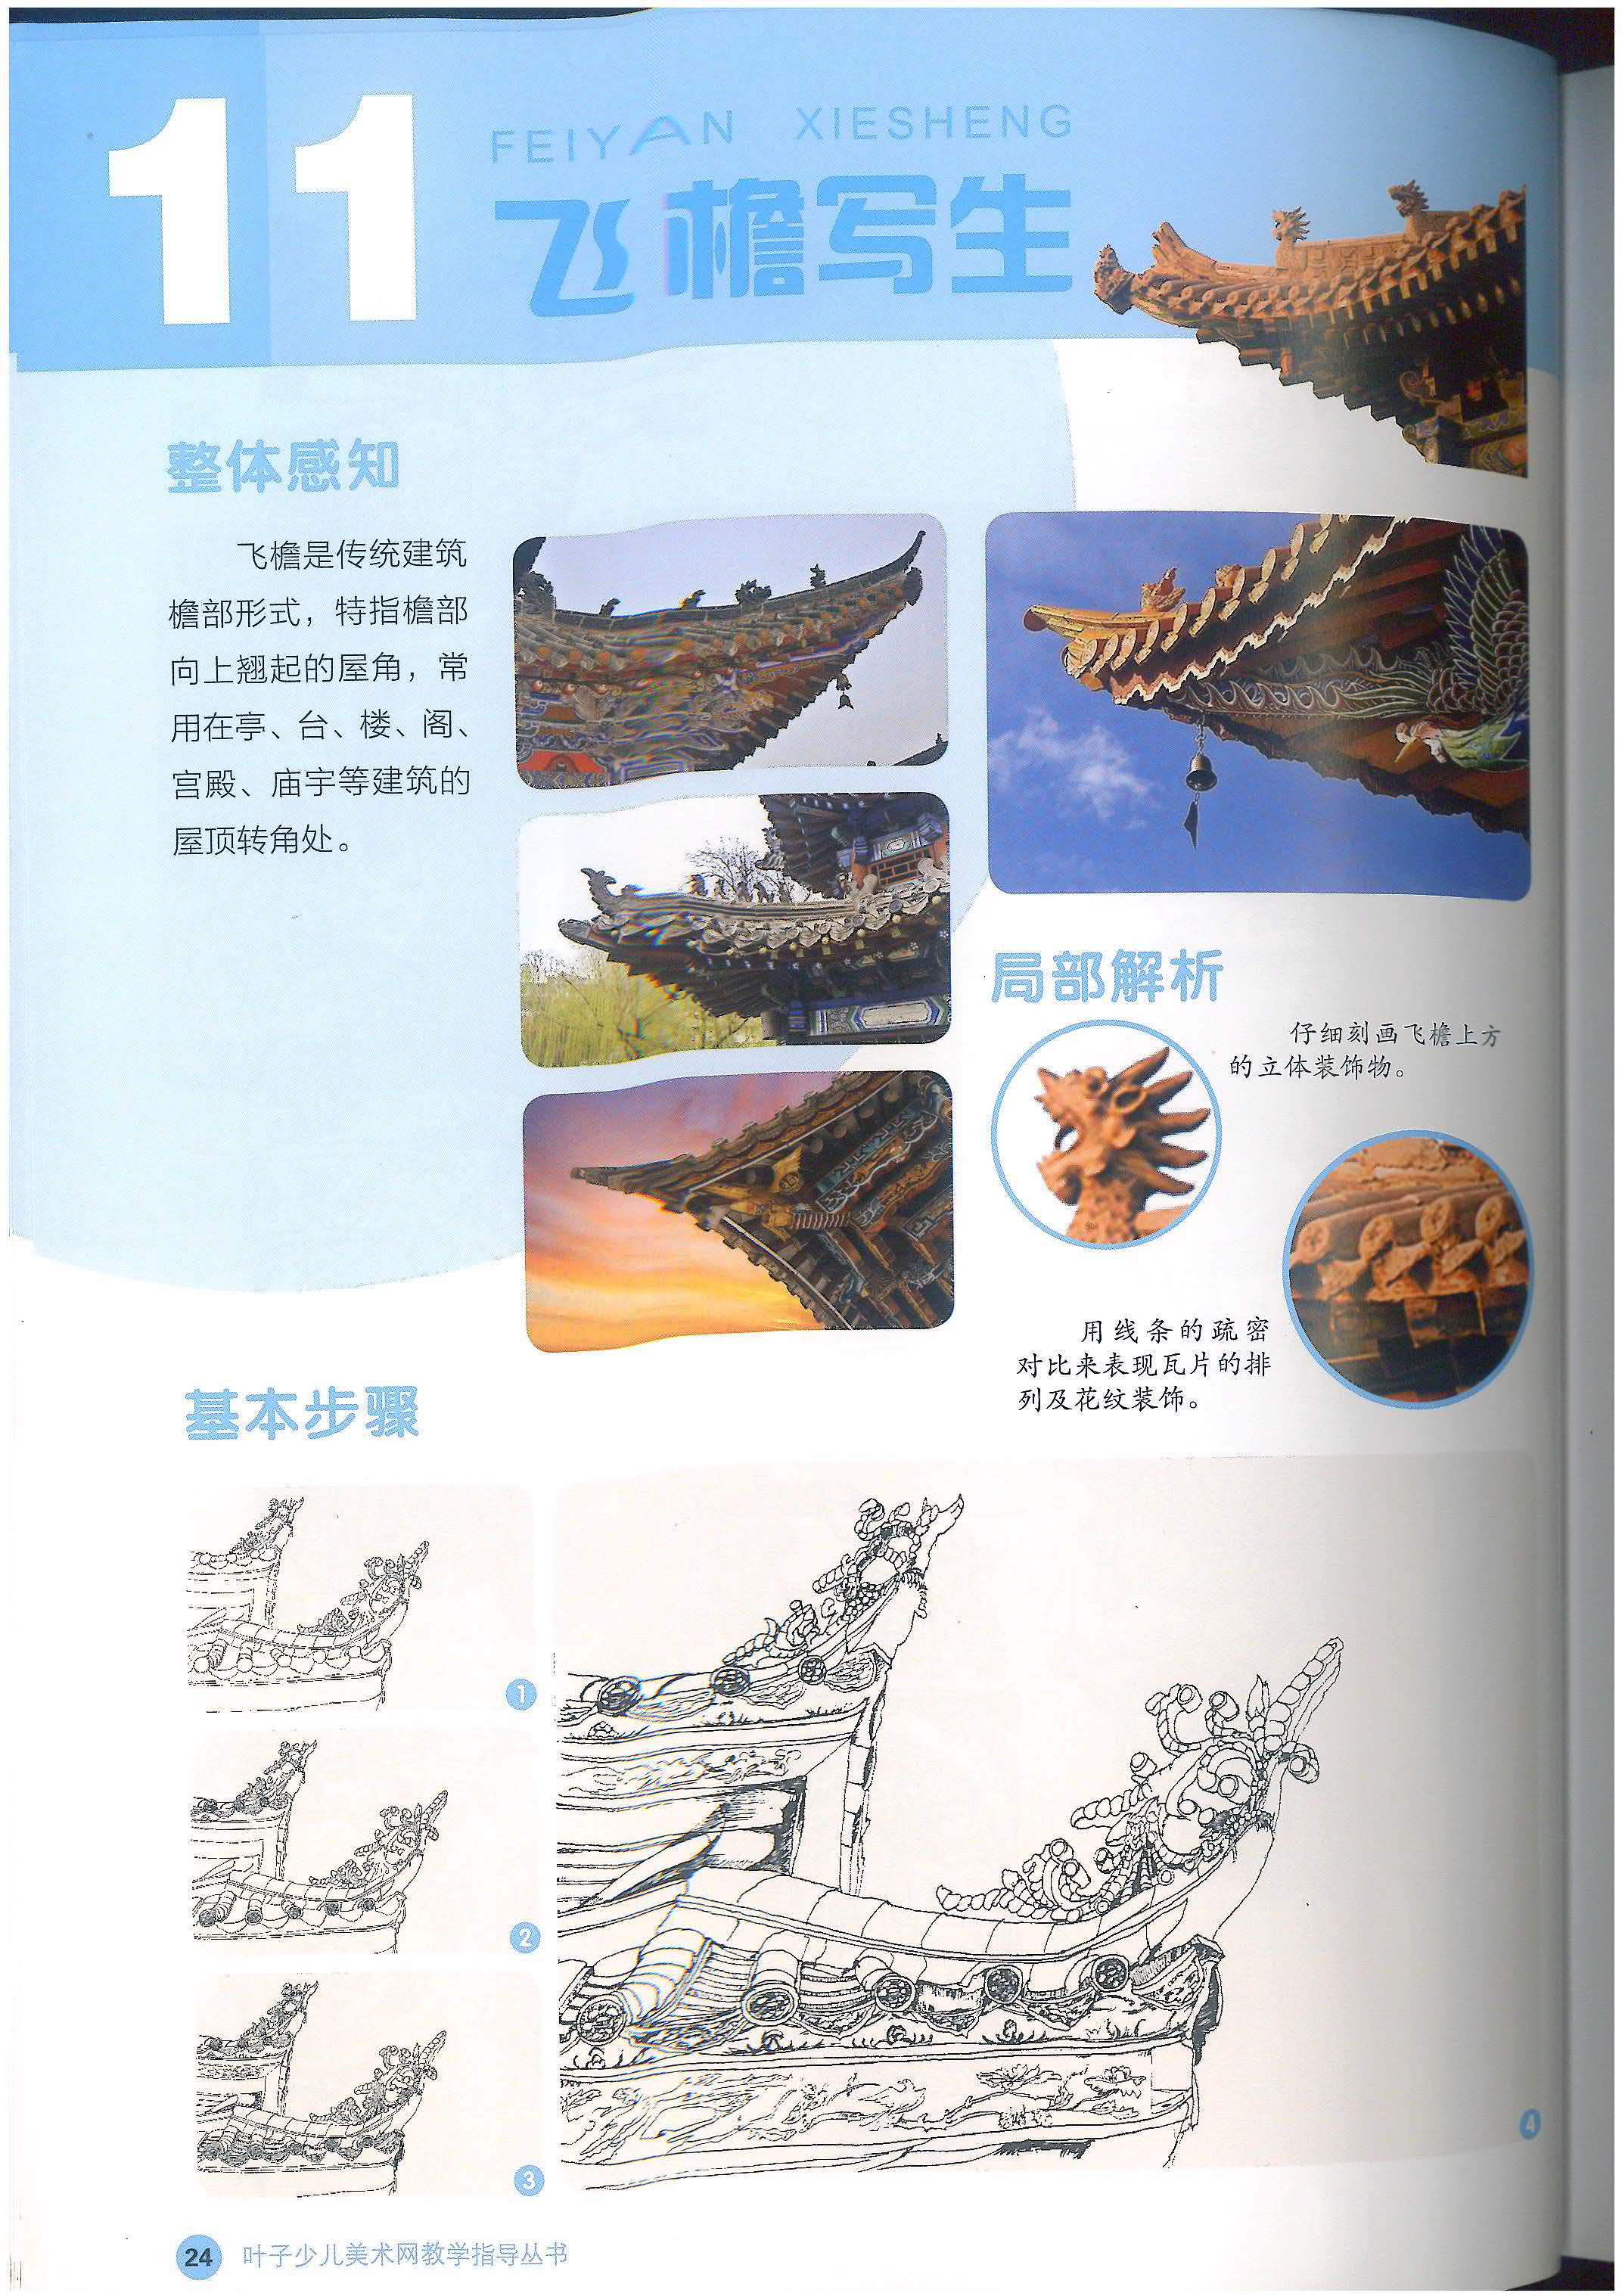 11
FEIYAN XIESHENG
飞檐写生
整体感知
飞檐是传统建筑
檐部形式，特指檐部
向上翘起的屋角，常
用在亭、台、楼、阁、
宫殿、庙宇等建筑的
屋顶转角处。
局部解析
仔细刻画飞檐上方
的立体装饰物。
用线条的疏密
对比来表现瓦片的排
列及花纹装饰。
基本步骤
1
2
3
4
24 叶子少儿美术网教学指导丛书